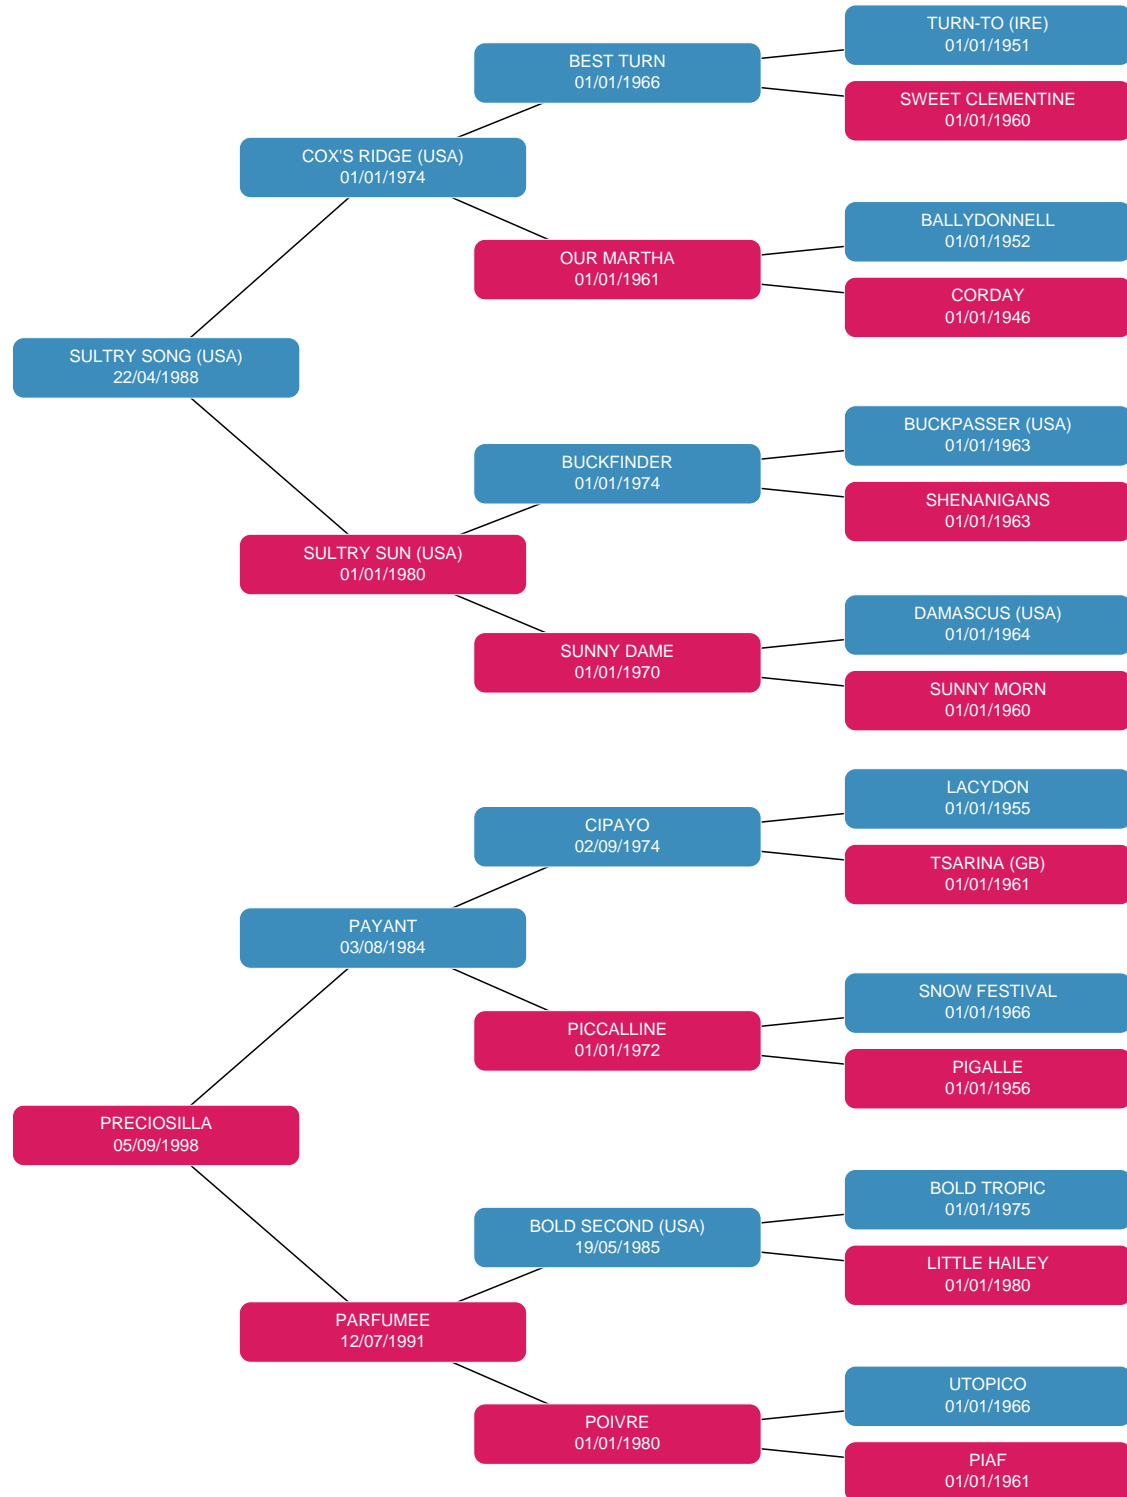 TURN-TO (IRE)
01/01/1951
BEST TURN
01/01/1966
SWEET CLEMENTINE
01/01/1960
COX'S RIDGE (USA)
01/01/1974
BALLYDONNELL
01/01/1952
OUR MARTHA
01/01/1961
CORDAY
01/01/1946
SULTRY SONG (USA)
22/04/1988
BUCKPASSER (USA)
01/01/1963
BUCKFINDER
01/01/1974
SHENANIGANS
01/01/1963
SULTRY SUN (USA)
01/01/1980
DAMASCUS (USA)
01/01/1964
SUNNY DAME
01/01/1970
SUNNY MORN
01/01/1960
LACYDON
01/01/1955
CIPAYO
02/09/1974
TSARINA (GB)
01/01/1961
PAYANT
03/08/1984
SNOW FESTIVAL
01/01/1966
PICCALLINE
01/01/1972
PIGALLE
01/01/1956
PRECIOSILLA
05/09/1998
BOLD TROPIC
01/01/1975
BOLD SECOND (USA)
19/05/1985
LITTLE HAILEY
01/01/1980
PARFUMEE
12/07/1991
UTOPICO
01/01/1966
POIVRE
01/01/1980
PIAF
01/01/1961